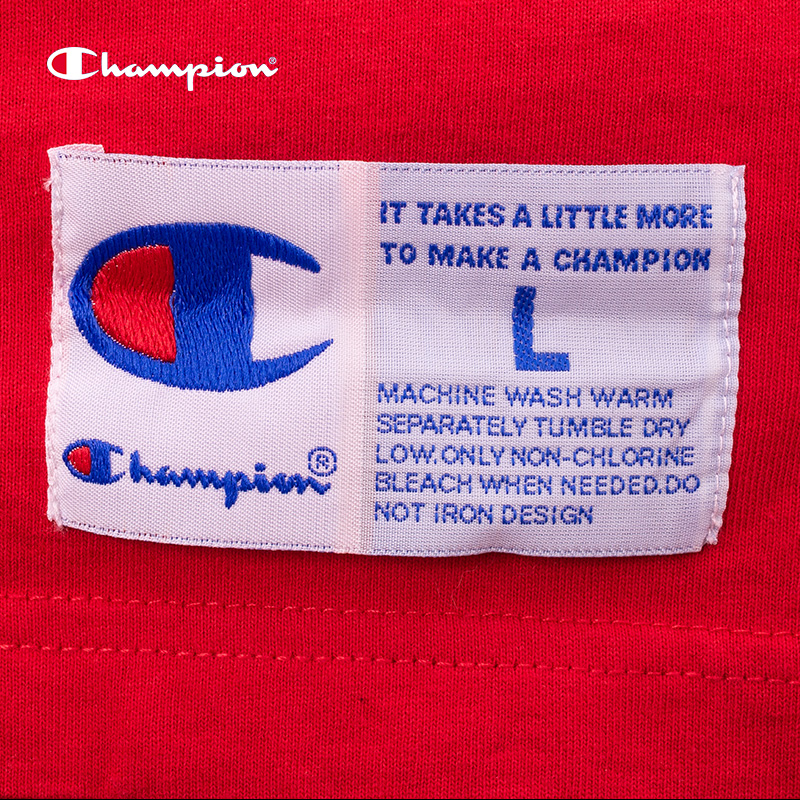 Champion®
IT TAKES A LITTLE MORE
TO MAKE A CHAMPION
L
Champion®
MACHINE WASH WARM
SEPARATELY TUMBLE DRY
LOW.ONLY NON-CHLORINE
BLEACH WHEN NEEDED.DO
NOT IRON DESIGN